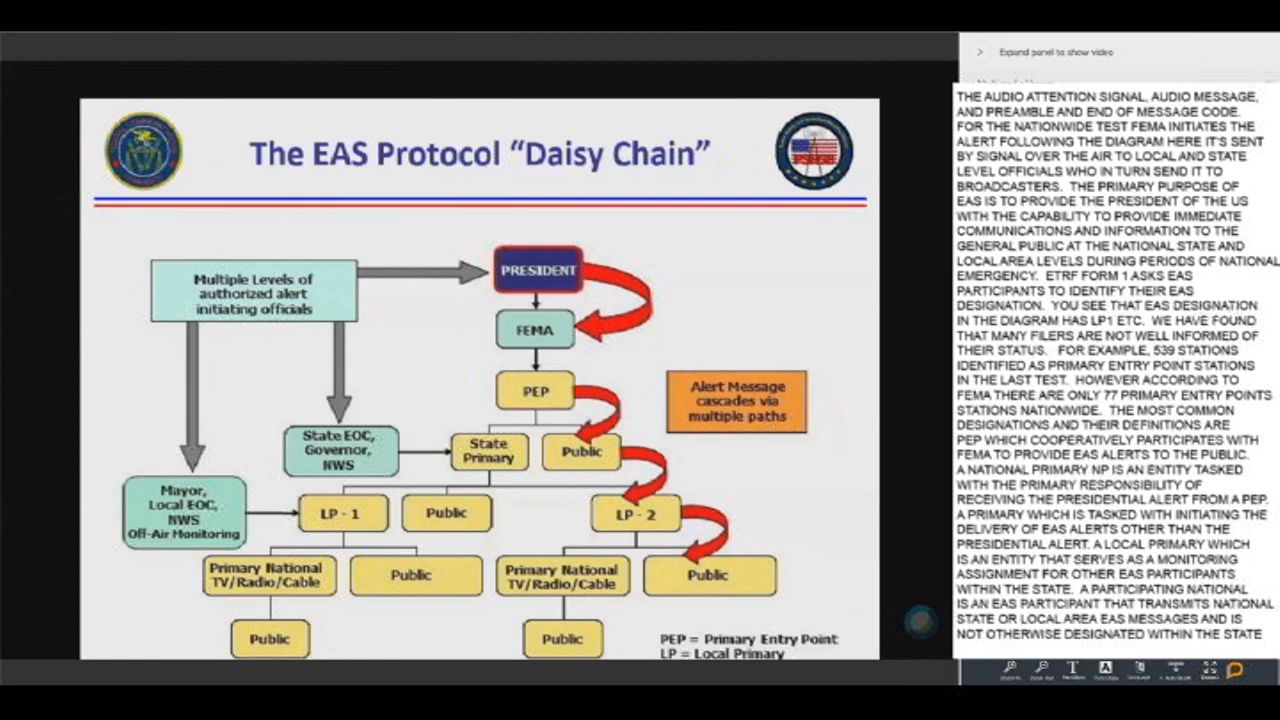 Expand panel to show video
The EAS Protocol “Daisy Chain”
PSHSB
Multiple Levels of
authorized alert
initiating officials
PRESIDENT
FEMA
PEP
Alert Message
cascades via
multiple paths
State EOC,
Governor,
NWS
State
Primary
Public
Mayor,
Local EOC,
NWS
Off-Air Monitoring
LP - 1
Public
LP - 2
Primary National
TV/Radio/Cable
Public
Primary National
TV/Radio/Cable
Public
Public
Public
PEP = Primary Entry Point
LP = Local Primary
THE AUDIO ATTENTION SIGNAL, AUDIO MESSAGE,
AND PREAMBLE AND END OF MESSAGE CODE.
FOR THE NATIONWIDE TEST FEMA INITIATES THE
ALERT FOLLOWING THE DIAGRAM HERE IT'S SENT
BY SIGNAL OVER THE AIR TO LOCAL AND STATE
LEVEL OFFICIALS WHO IN TURN SEND IT TO
BROADCASTERS. THE PRIMARY PURPOSE OF
EAS IS TO PROVIDE THE PRESIDENT OF THE US
WITH THE CAPABILITY TO PROVIDE IMMEDIATE
COMMUNICATIONS AND INFORMATION TO THE
GENERAL PUBLIC AT THE NATIONAL STATE AND
LOCAL AREA LEVELS DURING PERIODS OF NATIONAL
EMERGENCY. ETRF FORM 1 ASKS EAS
PARTICIPANTS TO IDENTIFY THEIR EAS
DESIGNATION. YOU SEE THAT EAS DESIGNATION
IN THE DIAGRAM HAS LP1 ETC. WE HAVE FOUND
THAT MANY FILERS ARE NOT WELL INFORMED OF
THEIR STATUS. FOR EXAMPLE, 539 STATIONS
IDENTIFIED AS PRIMARY ENTRY POINT STATIONS
IN THE LAST TEST. HOWEVER ACCORDING TO
FEMA THERE ARE ONLY 77 PRIMARY ENTRY POINTS
STATIONS NATIONWIDE. THE MOST COMMON
DESIGNATIONS AND THEIR DEFINITIONS ARE
PEP WHICH COOPERATIVELY PARTICIPATES WITH
FEMA TO PROVIDE EAS ALERTS TO THE PUBLIC.
A NATIONAL PRIMARY NP IS AN ENTITY TASKED
WITH THE PRIMARY RESPONSIBILITY OF
RECEIVING THE PRESIDENTIAL ALERT FROM A PEP.
A PRIMARY WHICH IS TASKED WITH INITIATING THE
DELIVERY OF EAS ALERTS OTHER THAN THE
PRESIDENTIAL ALERT. A LOCAL PRIMARY WHICH
IS AN ENTITY THAT SERVES AS A MONITORING
ASSIGNMENT FOR OTHER EAS PARTICIPANTS
WITHIN THE STATE. A PARTICIPATING NATIONAL
IS AN EAS PARTICIPANT THAT TRANSMITS NATIONAL
STATE OR LOCAL AREA EAS MESSAGES AND IS
NOT OTHERWISE DESIGNATED WITHIN THE STATE